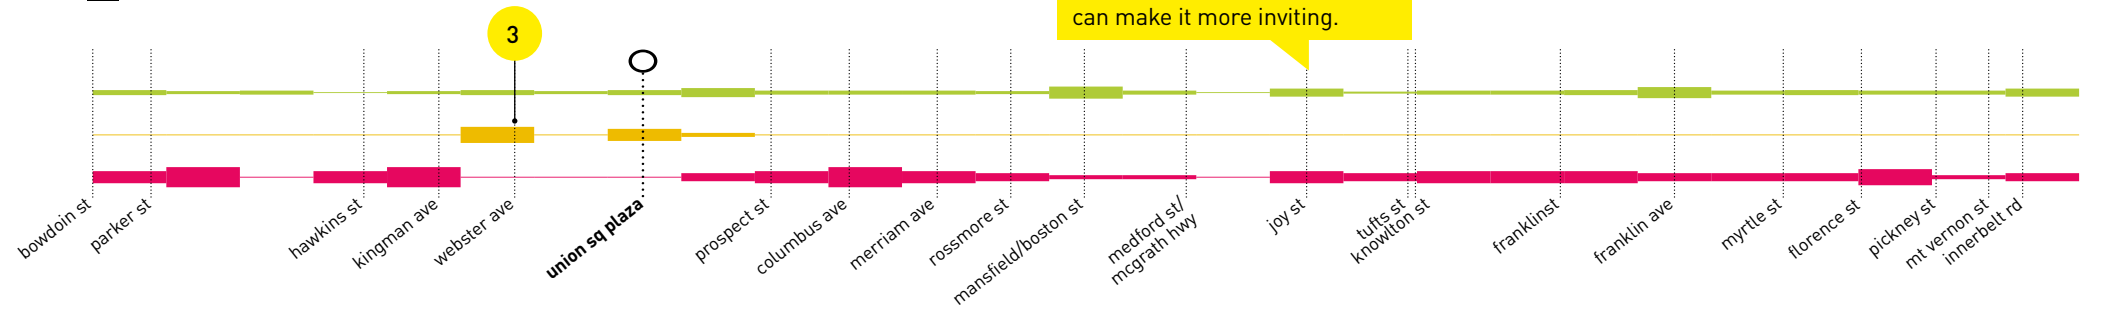 can make it more inviting.
3
bowdoin st
parker st
hawkins st
kingman ave
webster ave
union sq plaza
prospect st
columbus ave
merriam ave
rossmore st
mansfield/boston st
medford st/
mcgrath hwy
joy st
tufts st
knowlton st
franklinst
franklin ave
myrtle st
florence st
pickney st
mt vernon st
innerbelt rd